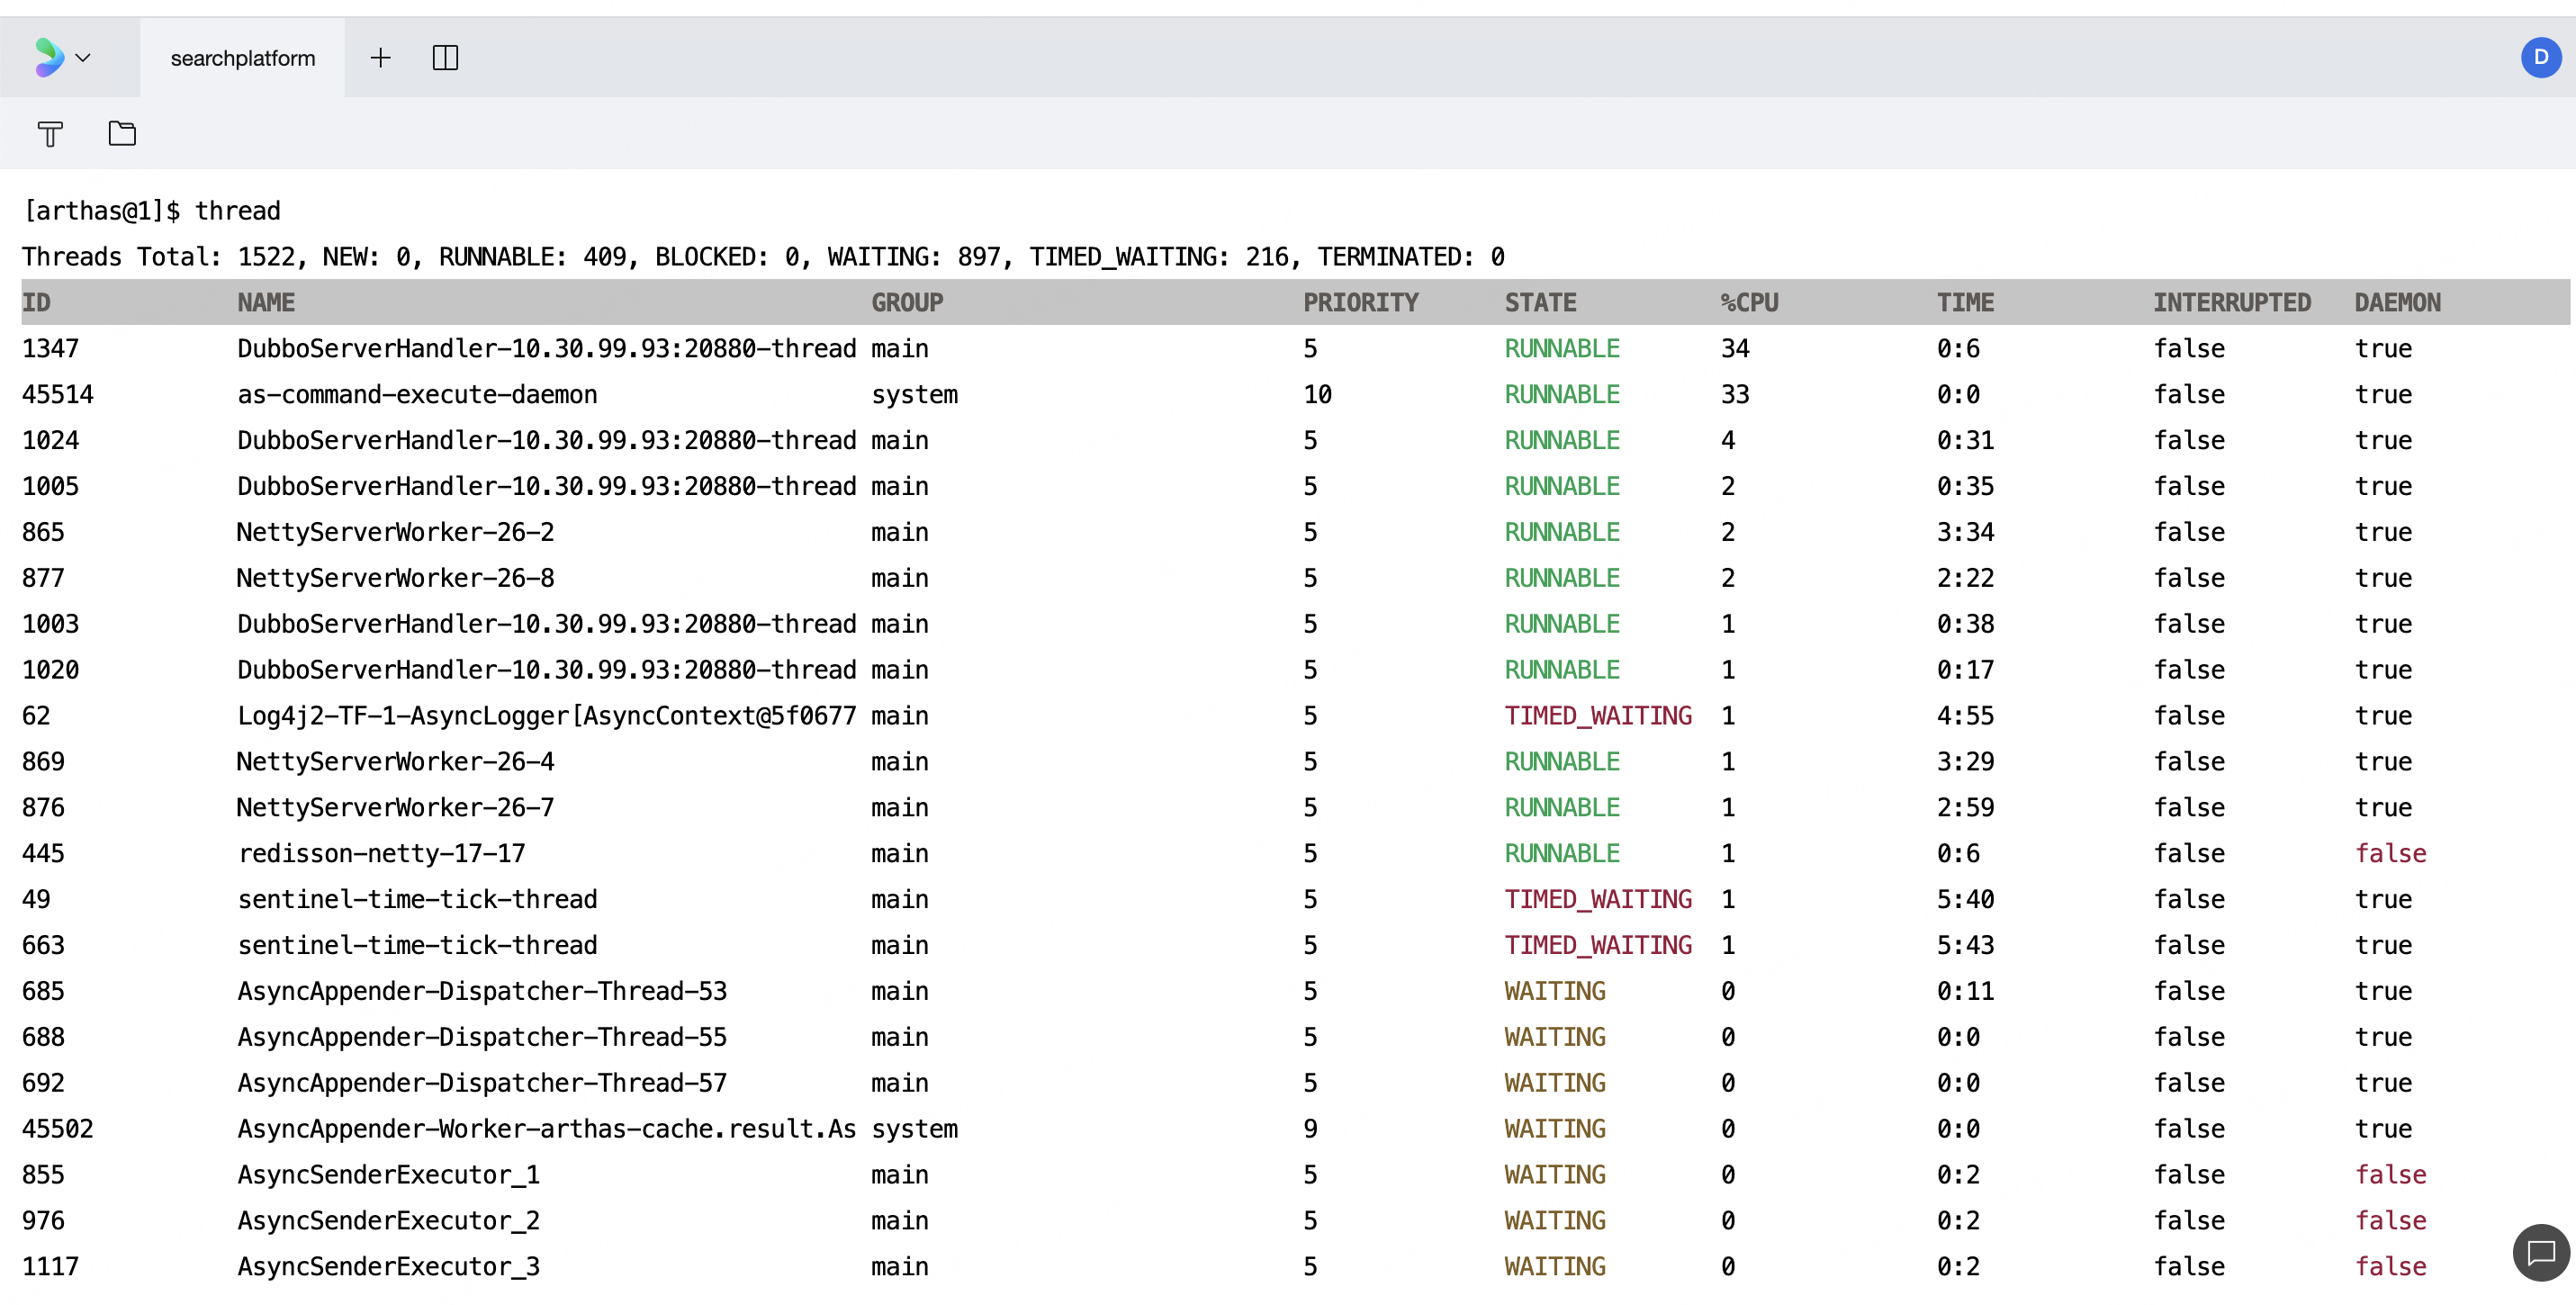 searchplatform
D
[arthas@1]$ thread
Threads Total: 1522, NEW: 0, RUNNABLE: 409, BLOCKED: 0, WAITING: 897, TIMED_WAITING: 216, TERMINATED: 0
ID NAME GROUP PRIORITY STATE %CPU TIME INTERRUPTED DAEMON
1347 DubboServerHandler-10.30.99.93:20880-thread main 5 RUNNABLE 34 0:6 false true
45514 as-command-execute-daemon system 10 RUNNABLE 33 0:0 false true
1024 DubboServerHandler-10.30.99.93:20880-thread main 5 RUNNABLE 4 0:31 false true
1005 DubboServerHandler-10.30.99.93:20880-thread main 5 RUNNABLE 2 0:35 false true
865 NettyServerWorker-26-2 main 5 RUNNABLE 2 3:34 false true
877 NettyServerWorker-26-8 main 5 RUNNABLE 2 2:22 false true
1003 DubboServerHandler-10.30.99.93:20880-thread main 5 RUNNABLE 1 0:38 false true
1020 DubboServerHandler-10.30.99.93:20880-thread main 5 RUNNABLE 1 0:17 false true
62 Log4j2-TF-1-AsyncLogger[AsyncContext@5f0677 main 5 TIMED_WAITING 1 4:55 false true
869 NettyServerWorker-26-4 main 5 RUNNABLE 1 3:29 false true
876 NettyServerWorker-26-7 main 5 RUNNABLE 1 2:59 false true
445 redisson-netty-17-17 main 5 RUNNABLE 1 0:6 false false
49 sentinel-time-tick-thread main 5 TIMED_WAITING 1 5:40 false true
663 sentinel-time-tick-thread main 5 TIMED_WAITING 1 5:43 false true
685 AsyncAppender-Dispatcher-Thread-53 main 5 WAITING 0 0:11 false true
688 AsyncAppender-Dispatcher-Thread-55 main 5 WAITING 0 0:0 false true
692 AsyncAppender-Dispatcher-Thread-57 main 5 WAITING 0 0:0 false true
45502 AsyncAppender-Worker-arthas-cache.result.As system 9 WAITING 0 0:0 false true
855 AsyncSenderExecutor_1 main 5 WAITING 0 0:2 false false
976 AsyncSenderExecutor_2 main 5 WAITING 0 0:2 false false
1117 AsyncSenderExecutor_3 main 5 WAITING 0 0:2 false false